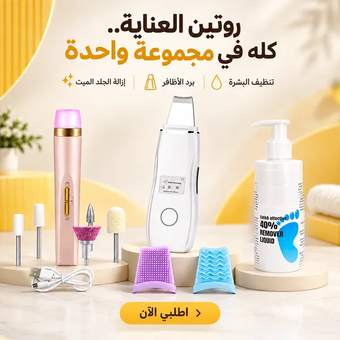 روتين العناية..
كله في مجموعة واحدة
تنظيف البشرة
برد الأظافر
إزالة الجلد الميت
40%
REMOVER
LIQUID
اطلبي الآن